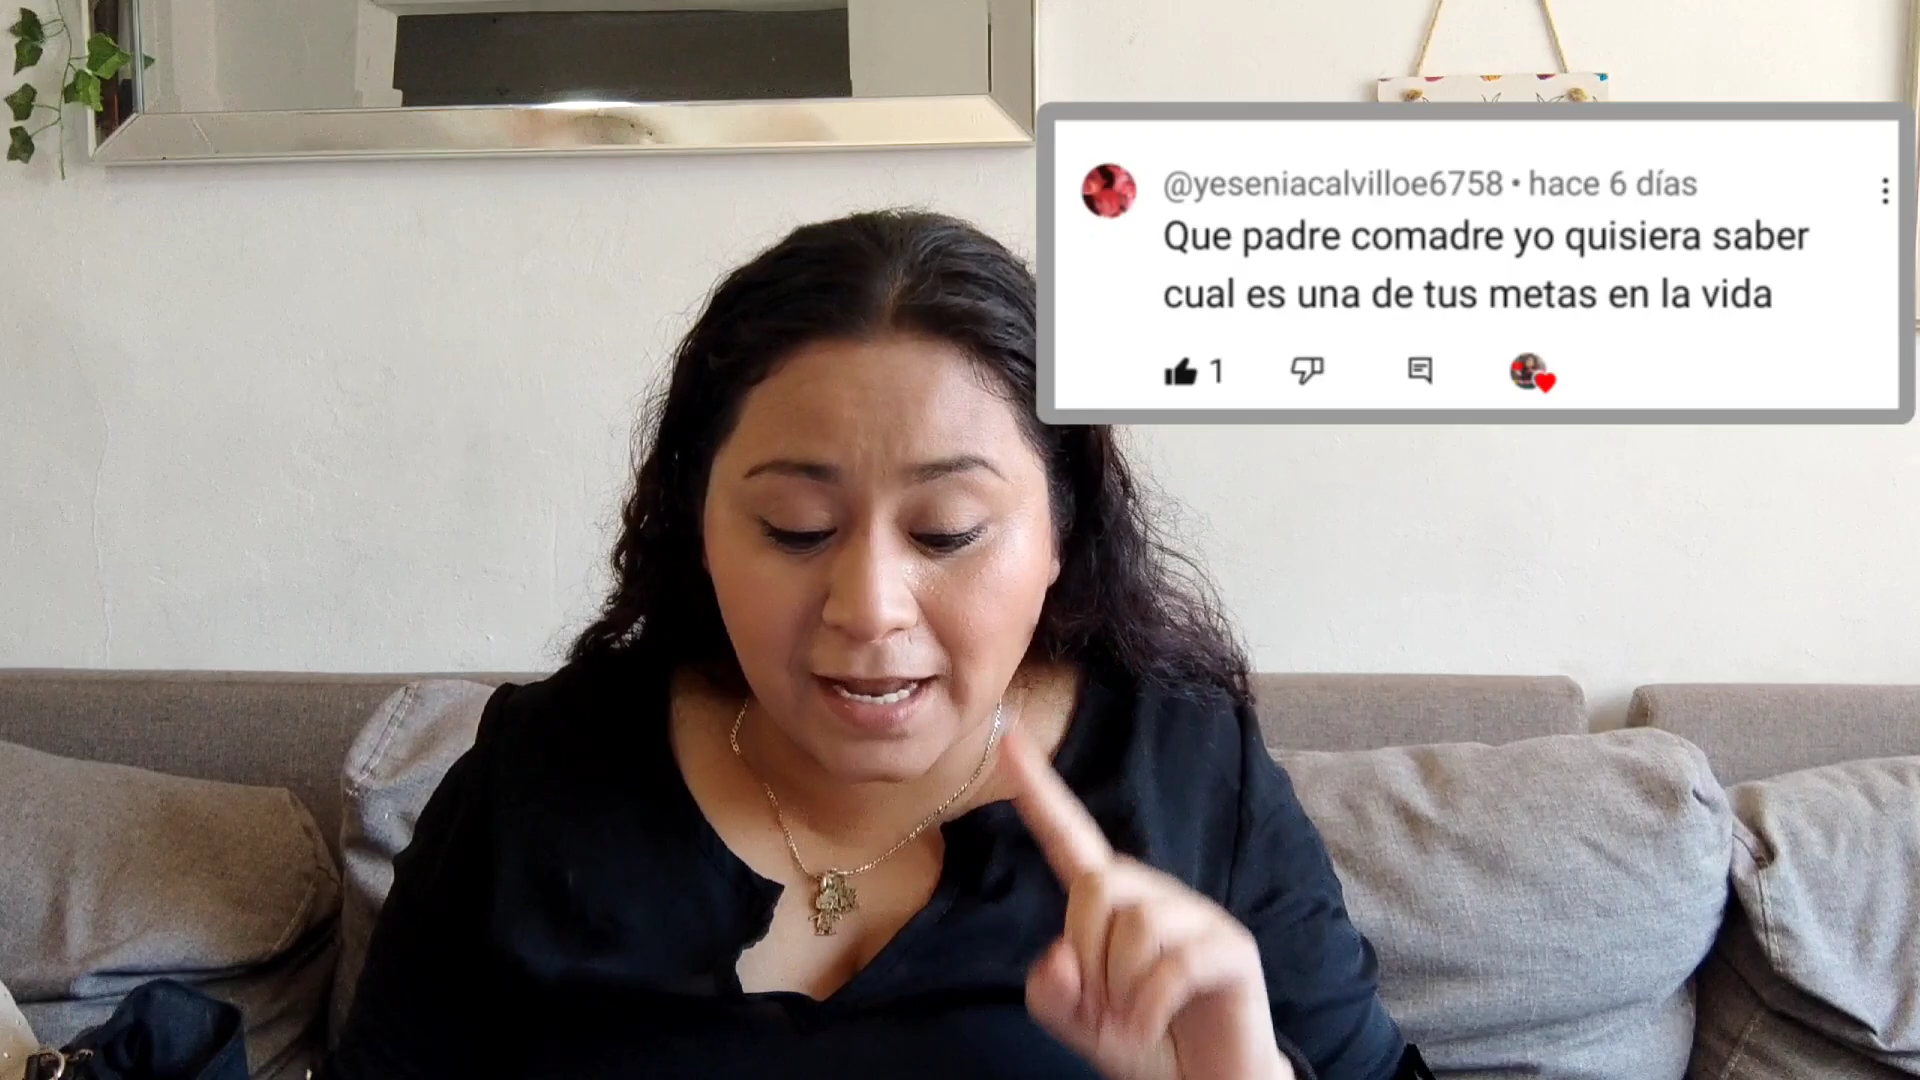 @yeseniacalvilloe6758 • hace 6 días
Que padre comadre yo quisiera saber
cual es una de tus metas en la vida
1